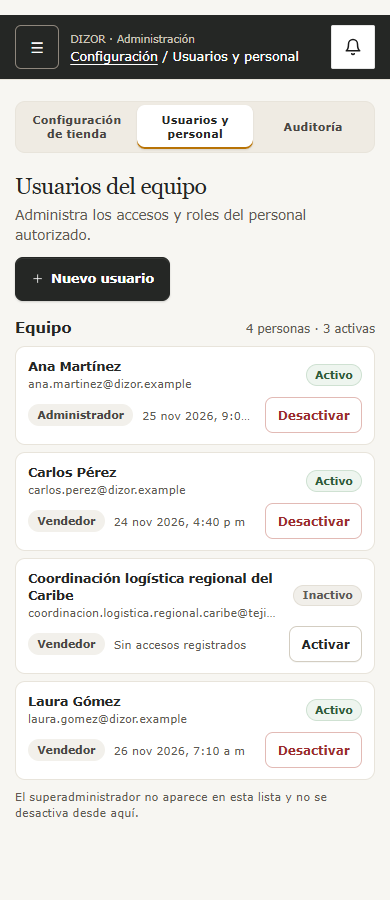 DIZOR · Administración
Configuración / Usuarios y personal
Configuración de tienda
Usuarios y personal
Auditoría
Usuarios del equipo
Administra los accesos y roles del personal
autorizado.
+ Nuevo usuario
Equipo
4 personas · 3 activas
Ana Martínez
ana.martinez@dizor.example
Activo
Administrador
25 nov 2026, 9:0...
Desactivar
Carlos Pérez
carlos.perez@dizor.example
Activo
Vendedor
24 nov 2026, 4:40 p m
Desactivar
Coordinación logística regional del
Caribe
coordinacion.logistica.regional.caribe@teji...
Inactivo
Vendedor
Sin accesos registrados
Activar
Laura Gómez
laura.gomez@dizor.example
Activo
Vendedor
26 nov 2026, 7:10 a m
Desactivar
El superadministrador no aparece en esta lista y no se
desactiva desde aquí.